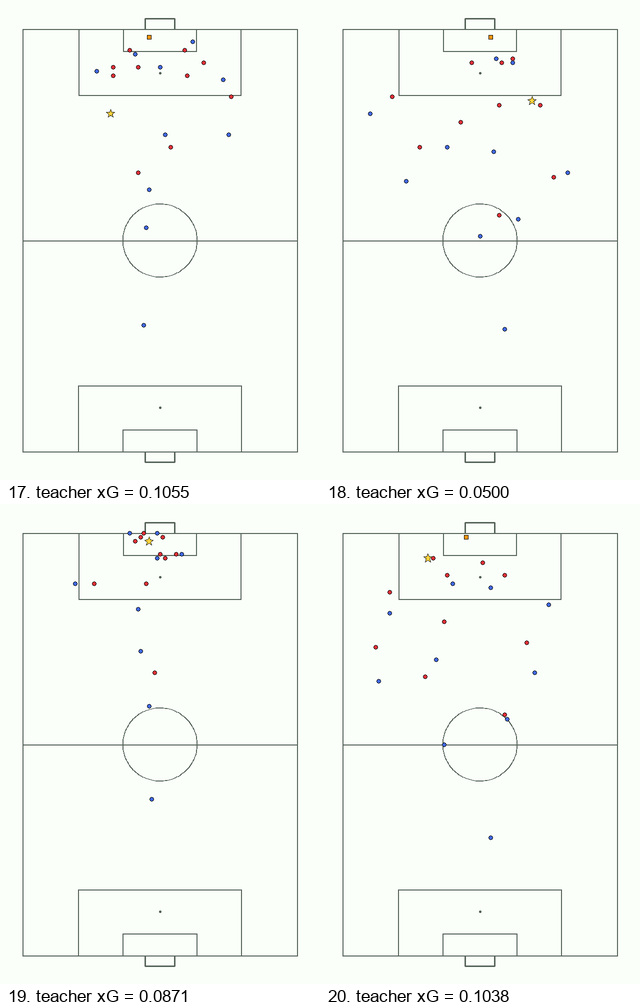 17. teacher xG = 0.1055
18. teacher xG = 0.0500
19. teacher xG = 0.0871
20. teacher xG = 0.1038